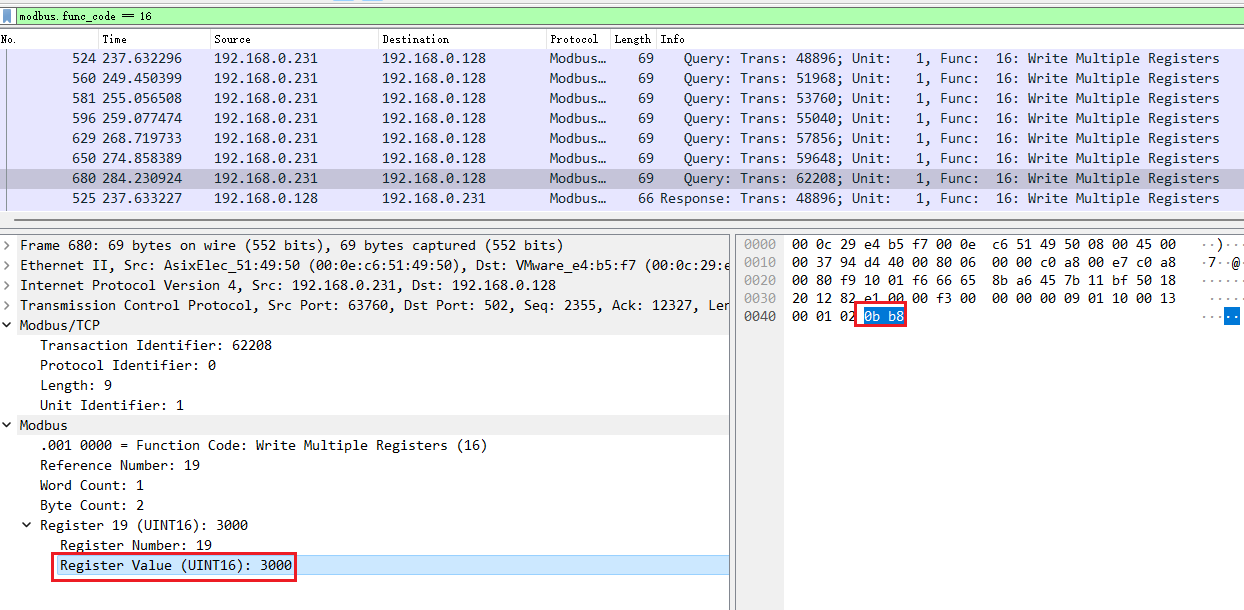 modbus.func_code == 16
No. Time Source Destination Protocol Length Info
524 237.632296 192.168.0.231 192.168.0.128 Modbus… 69 Query: Trans: 48896; Unit: 1, Func: 16: Write Multiple Registers
560 249.450399 192.168.0.231 192.168.0.128 Modbus… 69 Query: Trans: 51968; Unit: 1, Func: 16: Write Multiple Registers
581 255.056508 192.168.0.231 192.168.0.128 Modbus… 69 Query: Trans: 53760; Unit: 1, Func: 16: Write Multiple Registers
596 259.077474 192.168.0.231 192.168.0.128 Modbus… 69 Query: Trans: 55040; Unit: 1, Func: 16: Write Multiple Registers
629 268.719733 192.168.0.231 192.168.0.128 Modbus… 69 Query: Trans: 57856; Unit: 1, Func: 16: Write Multiple Registers
650 274.858389 192.168.0.231 192.168.0.128 Modbus… 69 Query: Trans: 59648; Unit: 1, Func: 16: Write Multiple Registers
680 284.230924 192.168.0.231 192.168.0.128 Modbus… 69 Query: Trans: 62208; Unit: 1, Func: 16: Write Multiple Registers
525 237.633227 192.168.0.128 192.168.0.231 Modbus… 66 Response: Trans: 48896; Unit: 1, Func: 16: Write Multiple Registers
Frame 680: 69 bytes on wire (552 bits), 69 bytes captured (552 bits)
Ethernet II, Src: AsixElec_51:49:50 (00:0e:c6:51:49:50), Dst: VMware_e4:b5:f7 (00:0c:29:e
Internet Protocol Version 4, Src: 192.168.0.231, Dst: 192.168.0.128
Transmission Control Protocol, Src Port: 63760, Dst Port: 502, Seq: 2355, Ack: 12327, Len
Modbus/TCP
Transaction Identifier: 62208
Protocol Identifier: 0
Length: 9
Unit Identifier: 1
Modbus
.001 0000 = Function Code: Write Multiple Registers (16)
Reference Number: 19
Word Count: 1
Byte Count: 2
Register 19 (UINT16): 3000
Register Number: 19
Register Value (UINT16): 3000
0000 00 0c 29 e4 b5 f7 00 0e c6 51 49 50 08 00 45 00 ··)··
0010 00 37 94 d4 40 00 80 06 00 00 c0 a8 00 e7 c0 a8 ·7··@
0020 00 80 f9 10 01 f6 66 65 8b a6 45 7b 11 bf 50 18 ·····
0030 20 12 82 e1 00 00 f3 00 00 00 00 09 01 10 00 13 ····
0040 00 01 02 0b b8 ·····